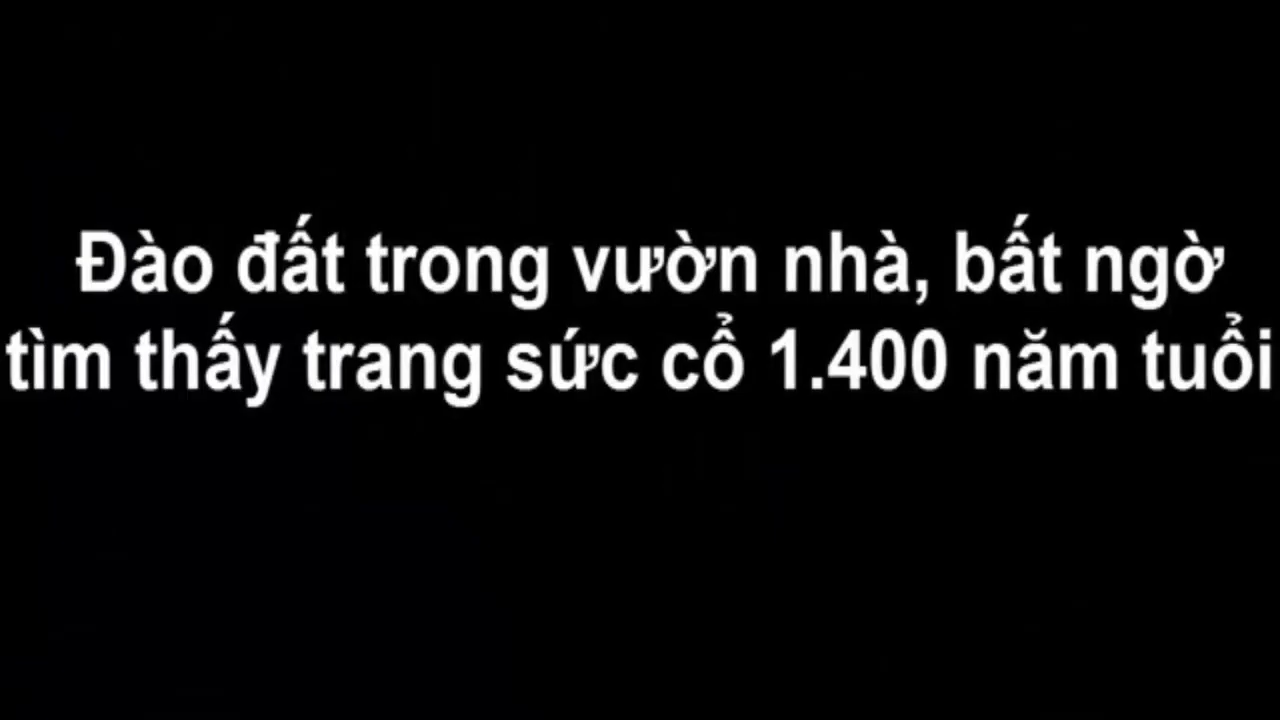 Đào đất trong vườn nhà, bất ngờ
tìm thấy trang sức cổ 1.400 năm tuổi